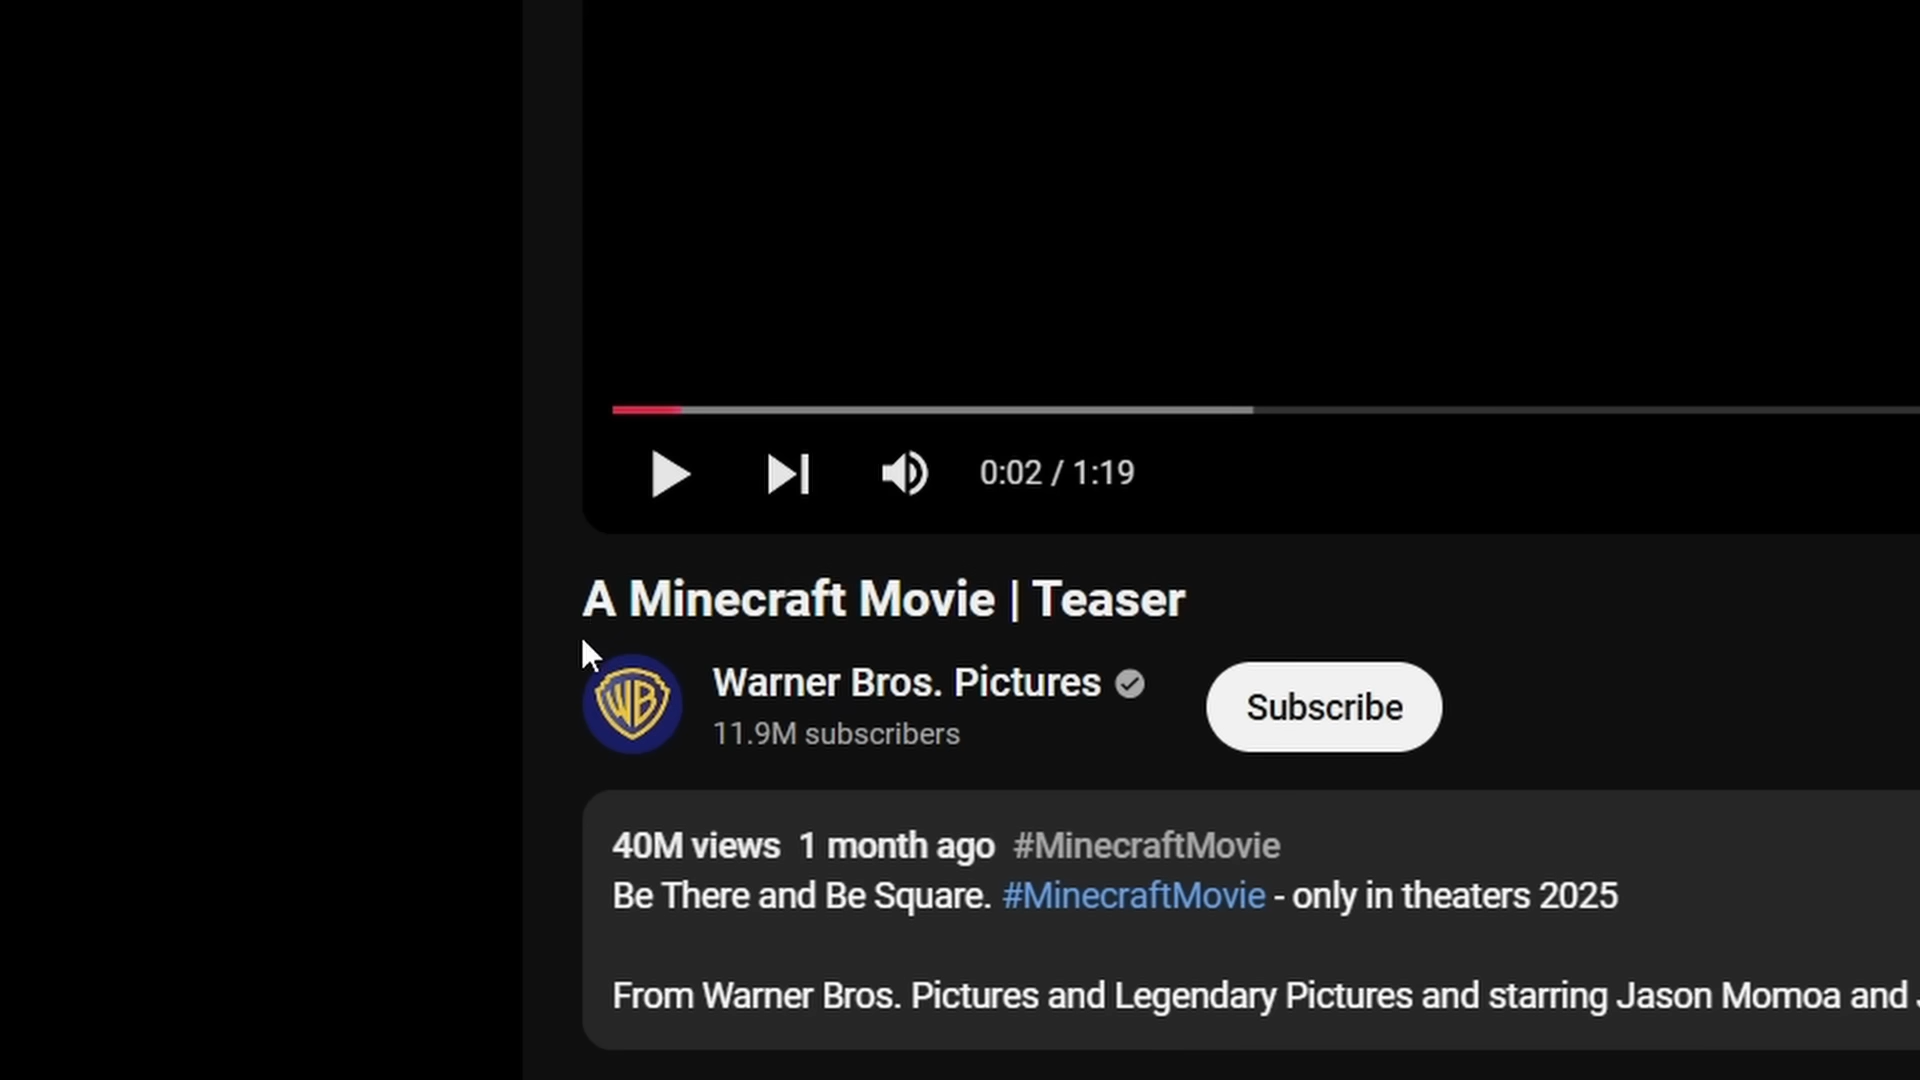 0:02 / 1:19
A Minecraft Movie | Teaser
WB
Warner Bros. Pictures
11.9M subscribers
Subscribe
40M views 1 month ago #MinecraftMovie
Be There and Be Square. #MinecraftMovie - only in theaters 2025
From Warner Bros. Pictures and Legendary Pictures and starring Jason Momoa and